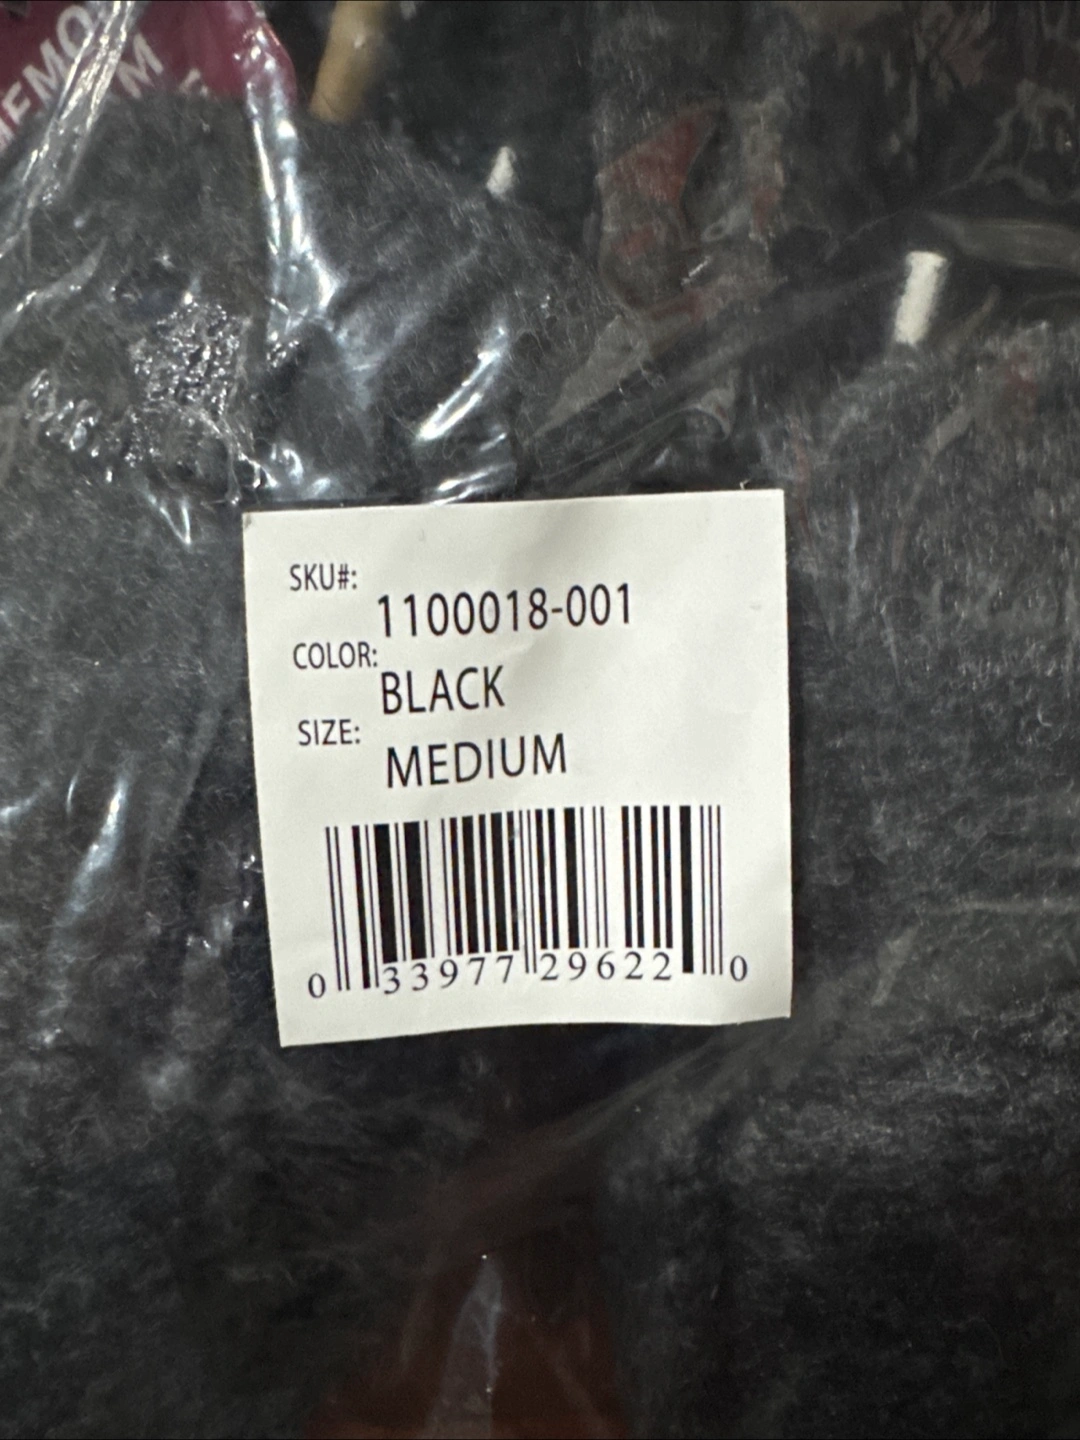 SKU#:
1100018-001
COLOR:
BLACK
SIZE:
MEDIUM
0 33977 29622 0